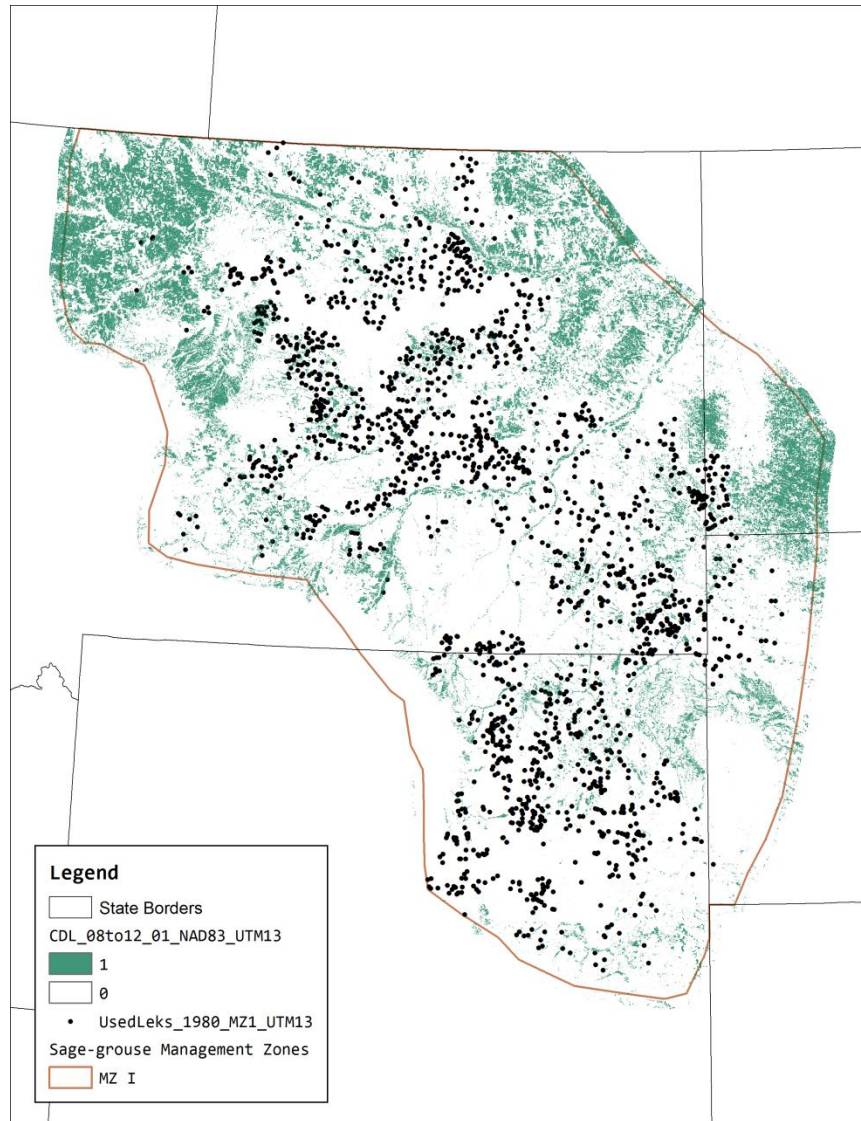 Legend
State Borders
CDL_08to12_01_NAD83_UTM13
1
0
UsedLeks_1980_MZ1_UTM13
Sage-grouse Management Zones
MZ I